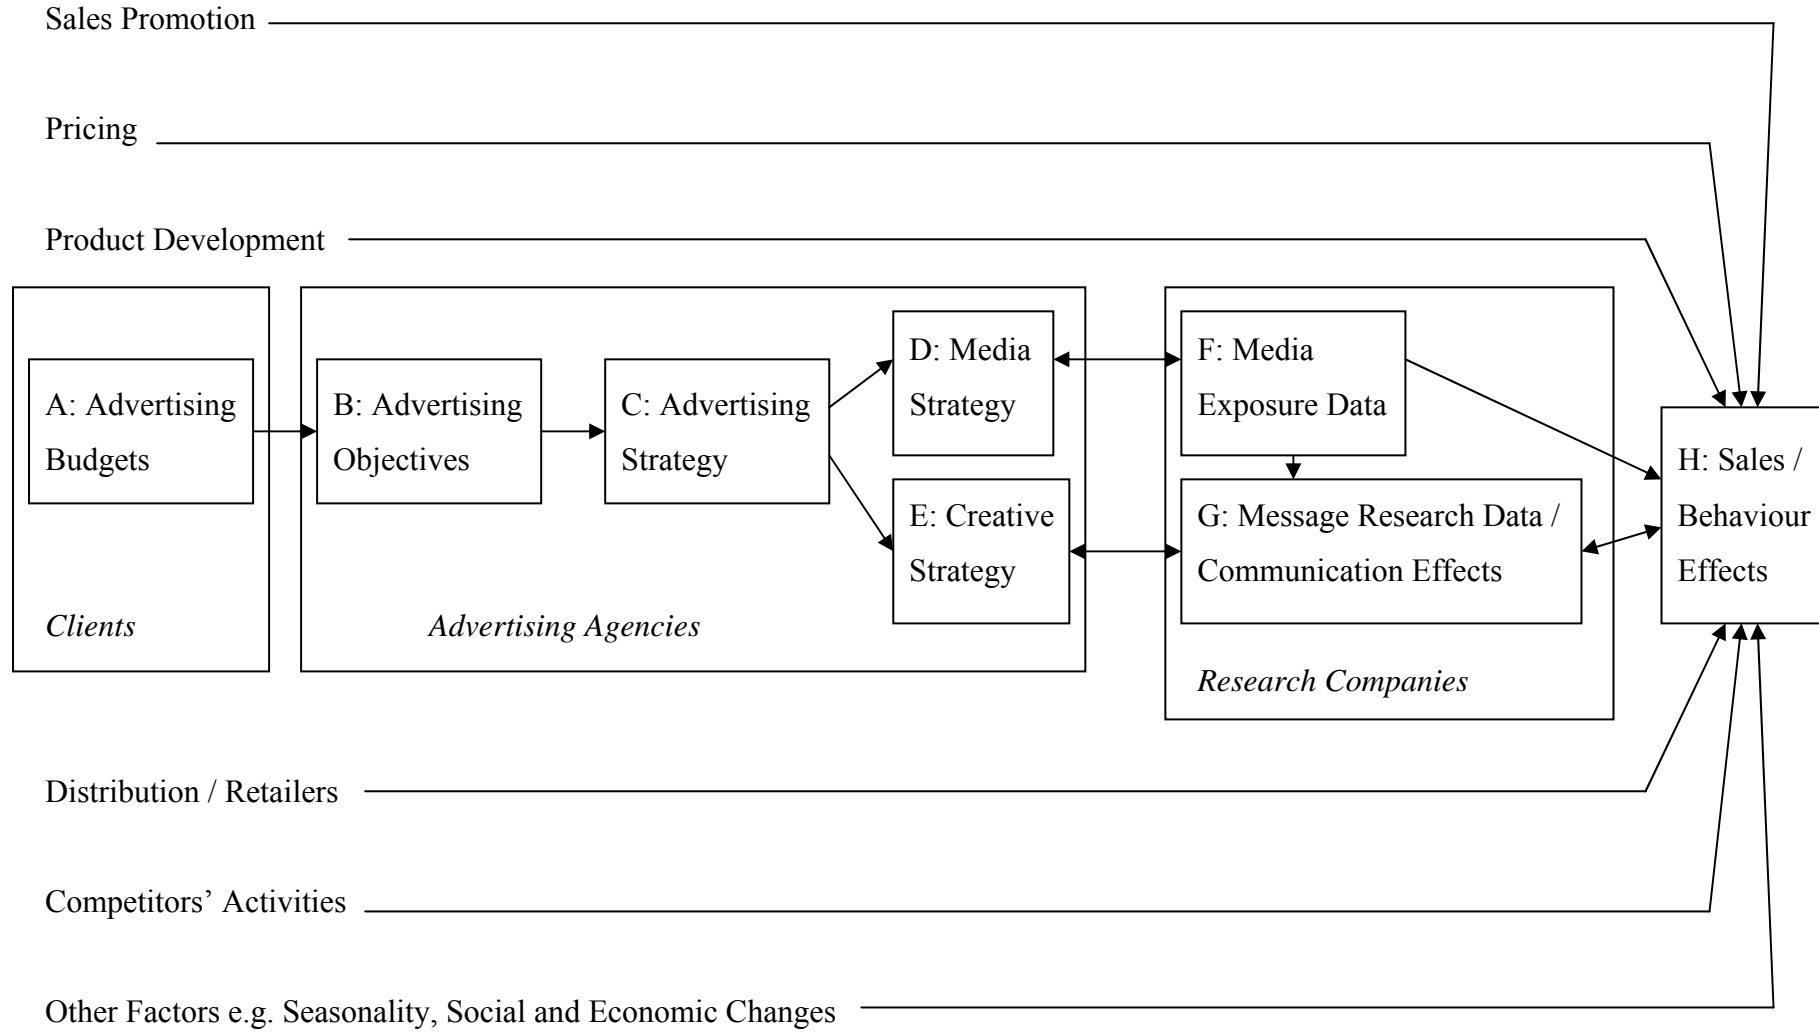 Sales Promotion
Pricing
Product Development
A: Advertising
Budgets
Clients
B: Advertising
Objectives
C: Advertising
Strategy
D: Media
Strategy
E: Creative
Strategy
Advertising Agencies
F: Media
Exposure Data
G: Message Research Data /
Communication Effects
Research Companies
H: Sales /
Behaviour
Effects
Distribution / Retailers
Competitors’ Activities
Other Factors e.g. Seasonality, Social and Economic Changes